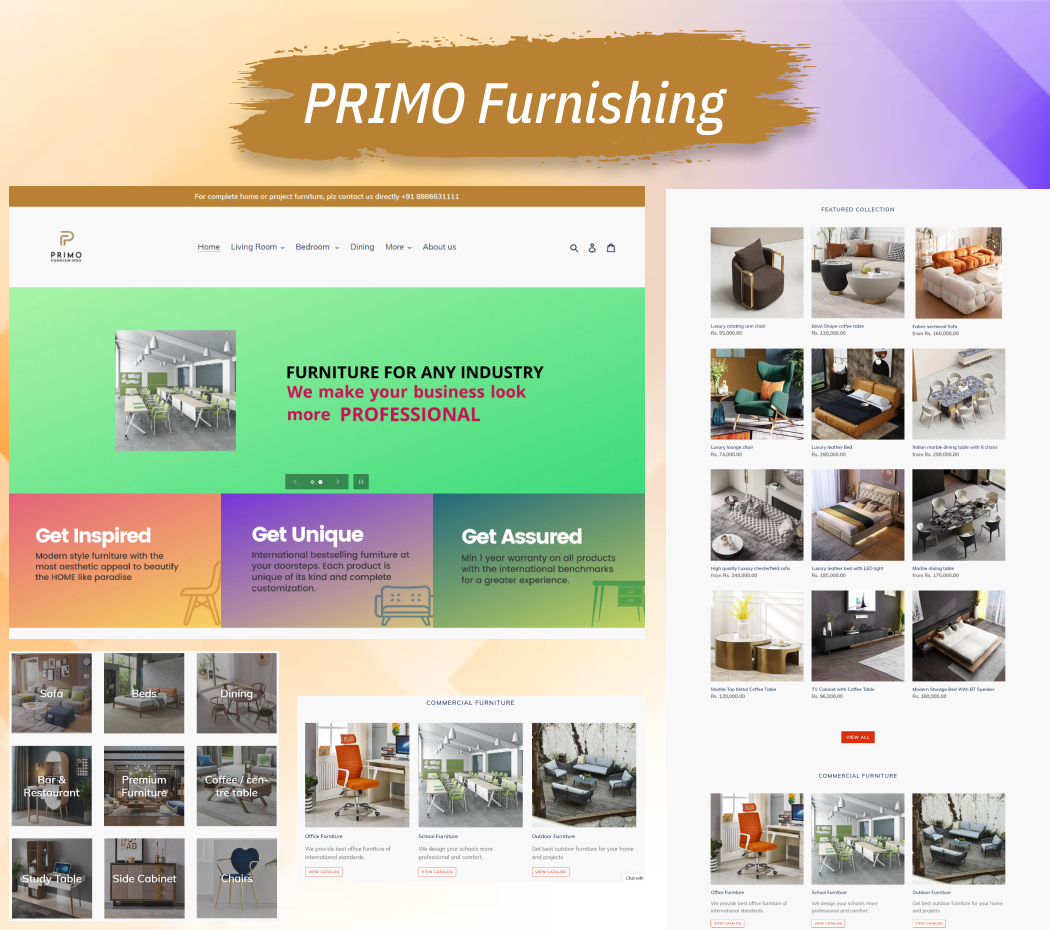 PRIMO Furnishing
For complete home or project furniture, plz contact us directly +91 8886631111
PRIMO
FURNISHINGS
Home Living Room Bedroom Dining More About us
FURNITURE FOR ANY INDUSTRY
We make your business look
more PROFESSIONAL
Get Inspired
Modern style furniture with the
most aesthetic appeal to beautify
the HOME like paradise
Get Unique
International bestselling furniture at
your doorsteps. Each product is
unique of its kind and complete
customization.
Get Assured
Min 1 year warranty on all products
with the international benchmarks
for a greater experience.
Sofa
Beds
Dining
Bar &
Restaurant
Premium
Furniture
Coffee / cen-
tre table
Study Table
Side Cabinet
Chairs
COMMERCIAL FURNITURE
Office Furniture
We provide best office furniture of
international standards.
VIEW CATALOG
School Furniture
We design your schools more
professional and comfort.
VIEW CATALOG
Outdoor Furniture
Get best outdoor furniture for your home
and projects
VIEW CATALOG
Chat with
FEATURED COLLECTION
Luxury rotating arm chair
Rs. 95,000.00
Bowl Shape coffee table
Rs. 120,000.00
Fabric sectional Sofa
from Rs. 160,000.00
Luxury lounge chair
Rs. 74,000.00
Luxury leather Bed
Rs. 280,000.00
Italian marble dining table with 6 chairs
from Rs. 290,000.00
High quality Luxury chesterfield sofa
from Rs. 240,000.00
Luxury leather bed with LED light
Rs. 185,000.00
Marble dining table
from Rs. 175,000.00
Marble Top Metal Coffee Table
Rs. 120,000.00
TV Cabinet with Coffee Table
Rs. 96,000.00
Modern Storage Bed With BT Speaker
Rs. 180,000.00
VIEW ALL
COMMERCIAL FURNITURE
Office Furniture
We provide best office furniture of
international standards.
VIEW CATALOG
School Furniture
We design your schools more
professional and comfort.
VIEW CATALOG
Outdoor Furniture
Get best outdoor furniture for your home
and projects
VIEW CATALOG